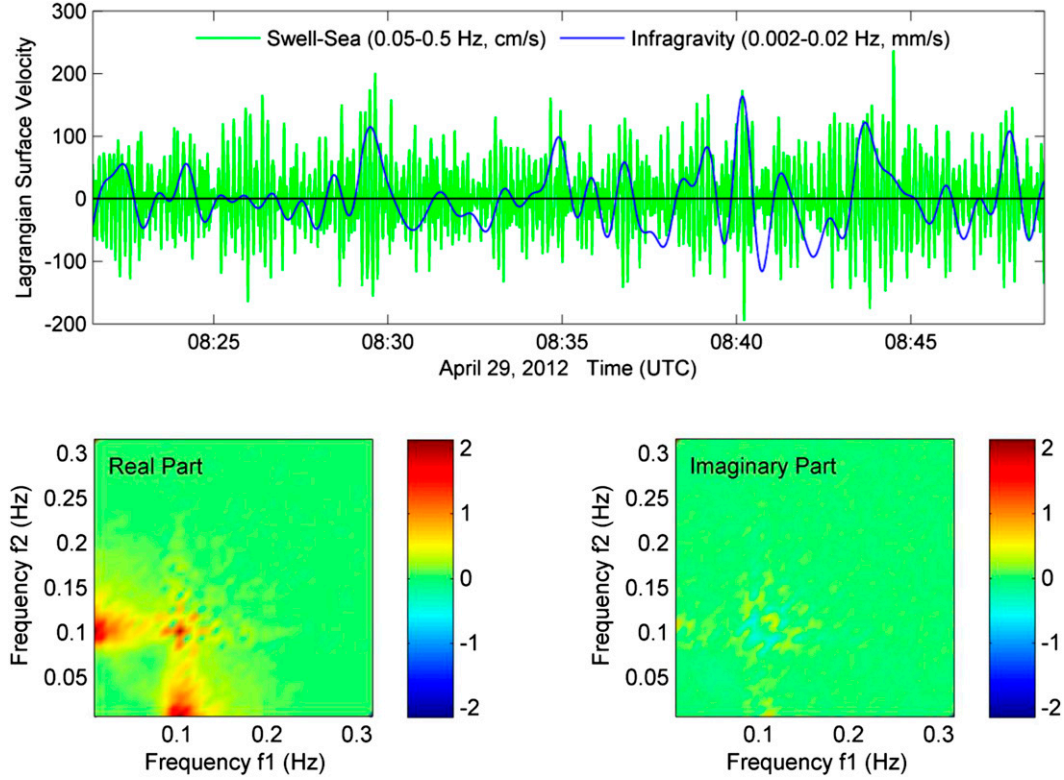 300
Swell-Sea (0.05-0.5 Hz, cm/s) Infragravity (0.002-0.02 Hz, mm/s)
200
100
0
-100
-200
Lagrangian Surface Velocity
08:25 08:30 08:35 08:40 08:45
April 29, 2012 Time (UTC)
Real Part
0.3
0.25
0.2
0.15
0.1
0.05
Frequency f2 (Hz)
0.1 0.2 0.3
Frequency f1 (Hz)
2
1
0
-1
-2
Imaginary Part
0.3
0.25
0.2
0.15
0.1
0.05
Frequency f2 (Hz)
0.1 0.2 0.3
Frequency f1 (Hz)
2
1
0
-1
-2